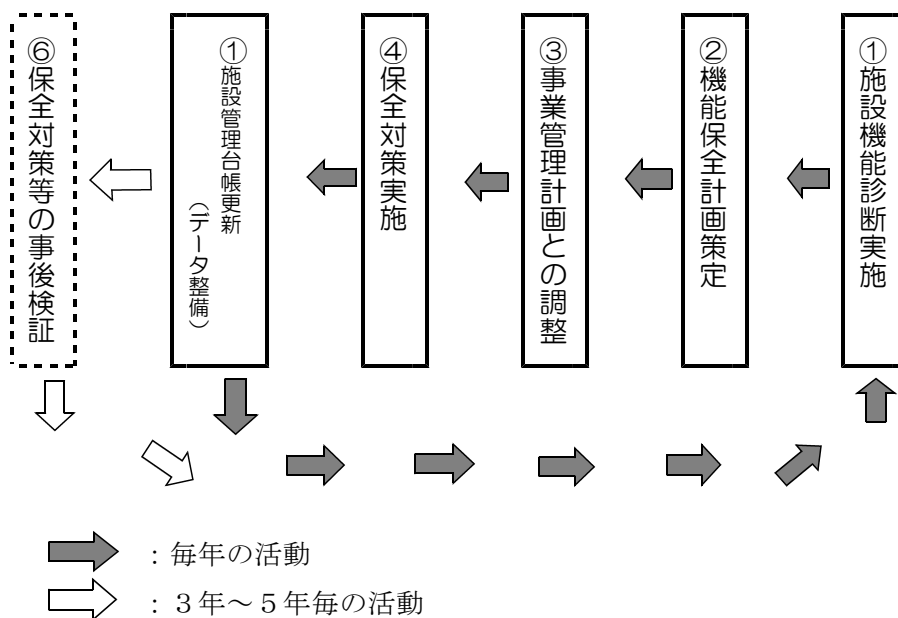 ①施設機能診断実施
②機能保全計画策定
③事業管理計画との調整
④保全対策実施
①施設管理台帳更新
(データ整備)
⑥保全対策等の事後検証
:毎年の活動
:3年~5年毎の活動